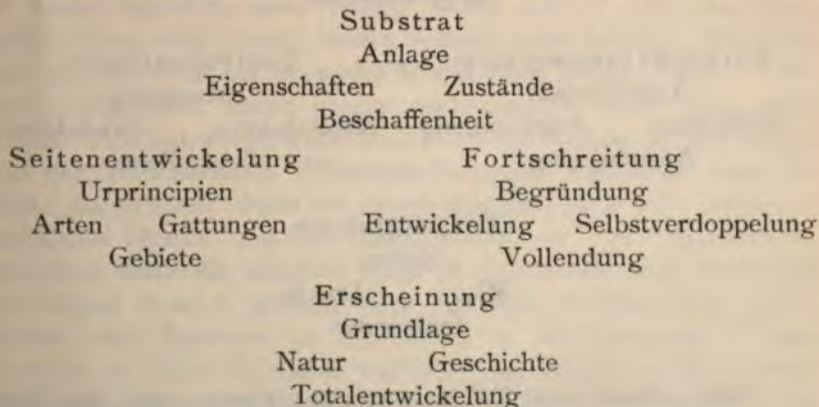 Substrat
Anlage
Eigenschaften Zustände
Beschaffenheit
Seitenentwickelung Fortschreitung
Urprincipien Begründung
Arten Gattungen Entwickelung Selbstverdoppelung
Gebiete Vollendung
Erscheinung
Grundlage
Natur Geschichte
Totalentwickelung